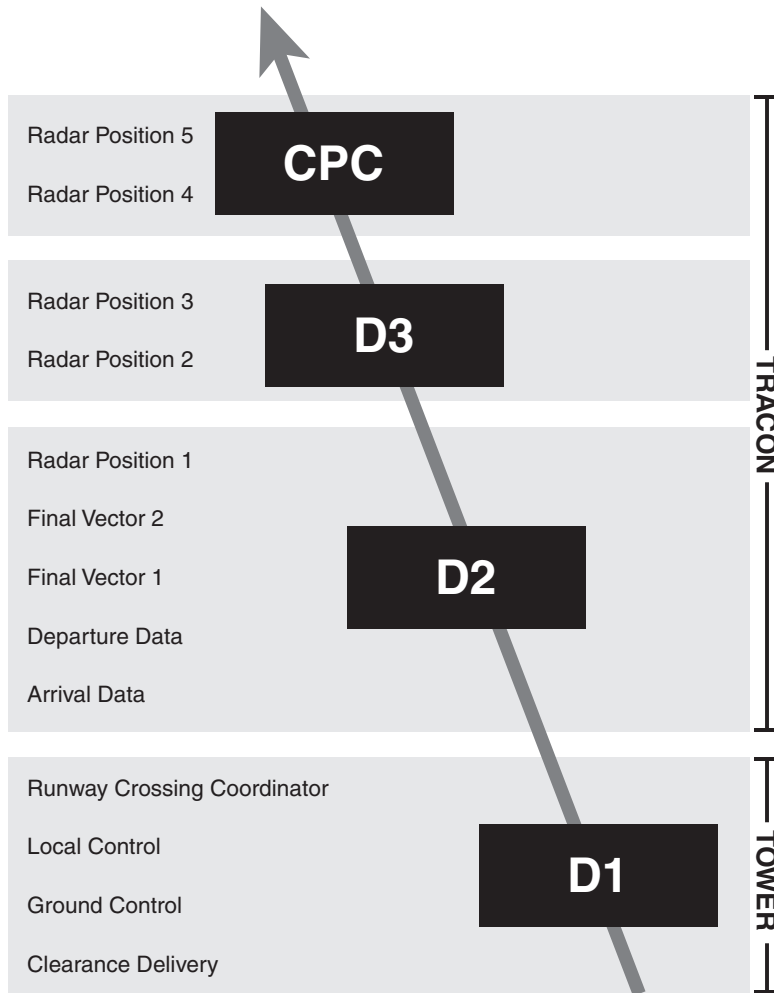 Radar Position 5
CPC
Radar Position 4
Radar Position 3
D3
Radar Position 2
TRACON
Radar Position 1
Final Vector 2
Final Vector 1
D2
Departure Data
Arrival Data
Runway Crossing Coordinator
Local Control
D1
Ground Control
TOWER
Clearance Delivery